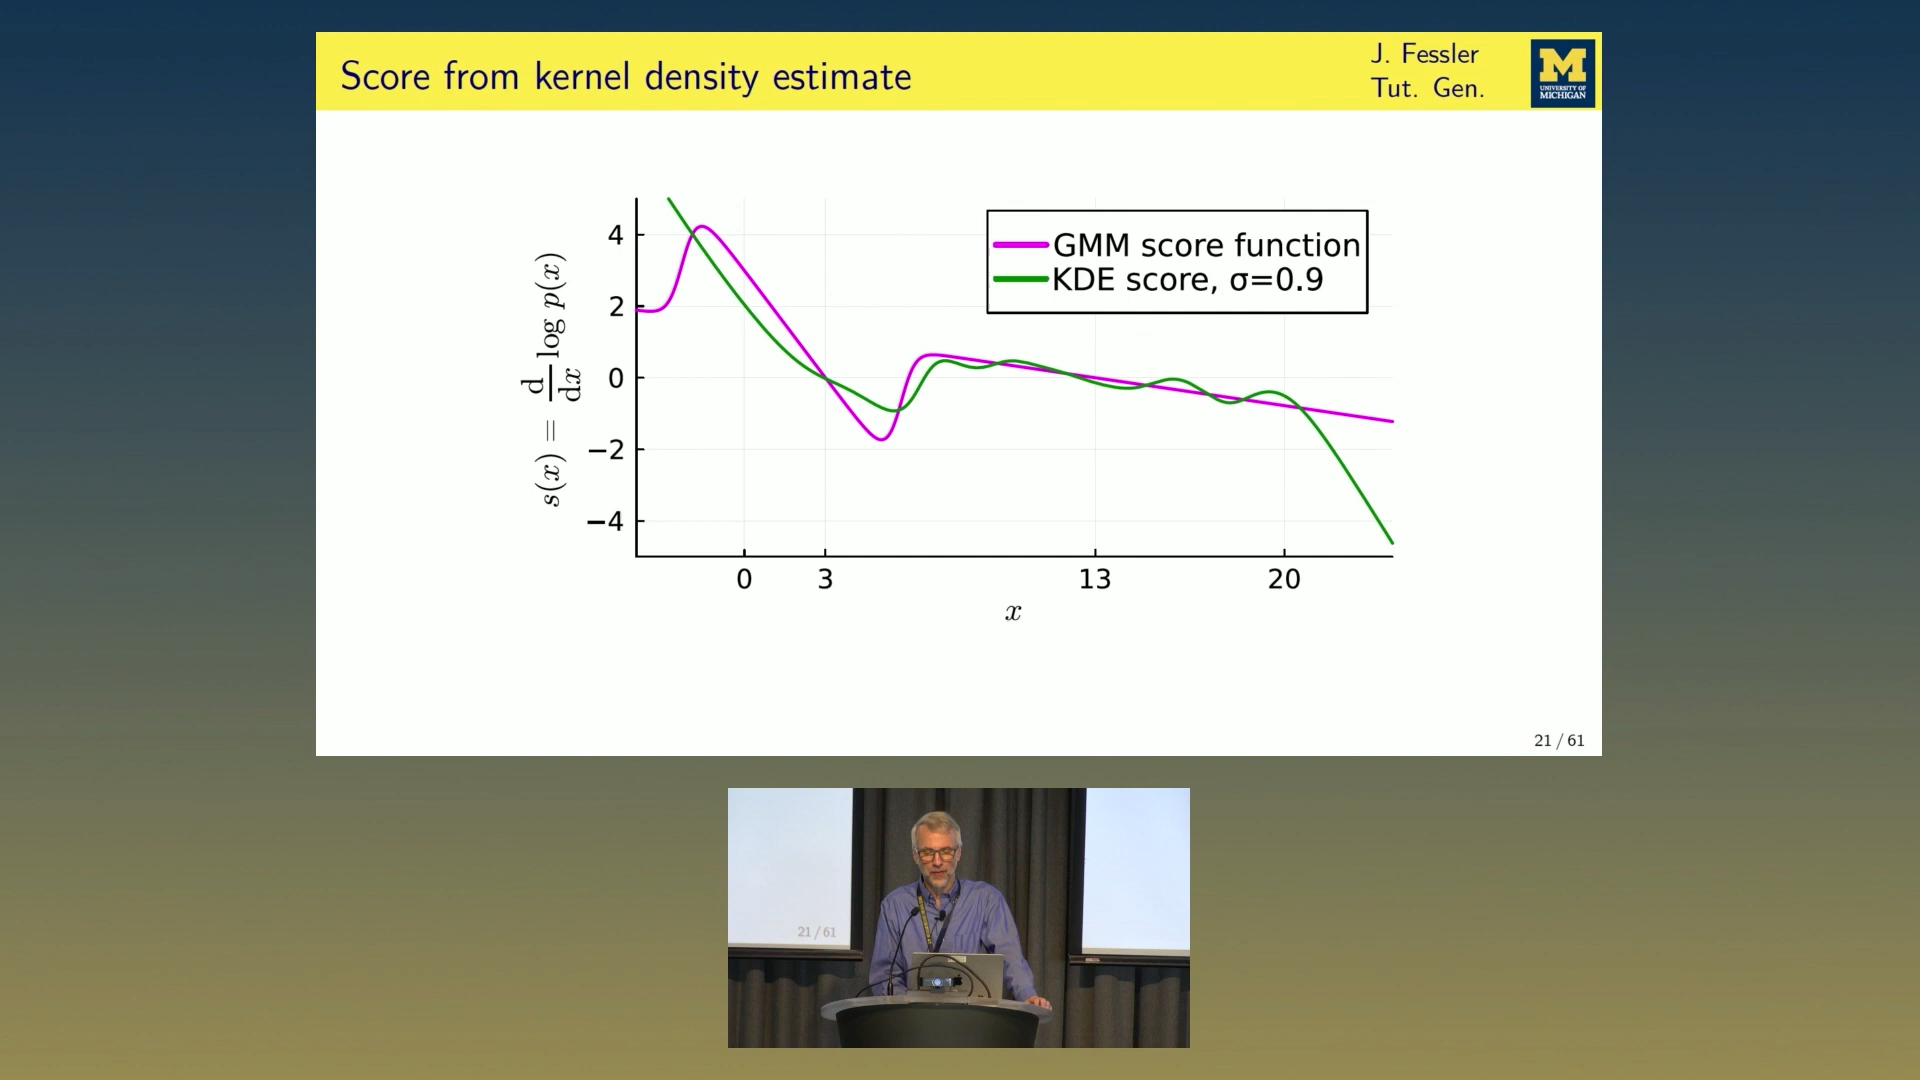 Score from kernel density estimate
J. Fessler
Tut. Gen.
M
UNIVERSITY OF
MICHIGAN
s(x) = d/dx log p(x)
4
2
0
−2
−4
GMM score function
KDE score, σ=0.9
0 3 13 20
x
21 / 61
21 / 61